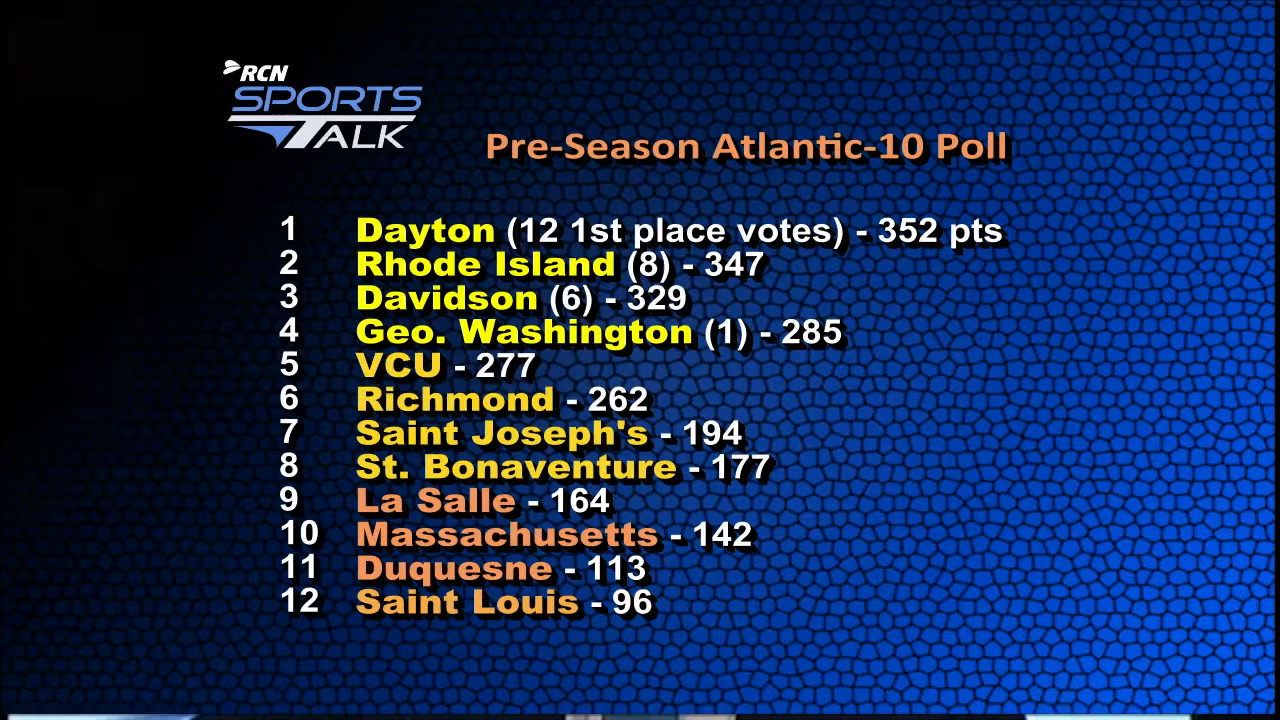 RCN
SPORTS
TALK
Pre-Season Atlantic-10 Poll
1 Dayton (12 1st place votes) - 352 pts
2 Rhode Island (8) - 347
3 Davidson (6) - 329
4 Geo. Washington (1) - 285
5 VCU - 277
6 Richmond - 262
7 Saint Joseph's - 194
8 St. Bonaventure - 177
9 La Salle - 164
10 Massachusetts - 142
11 Duquesne - 113
12 Saint Louis - 96